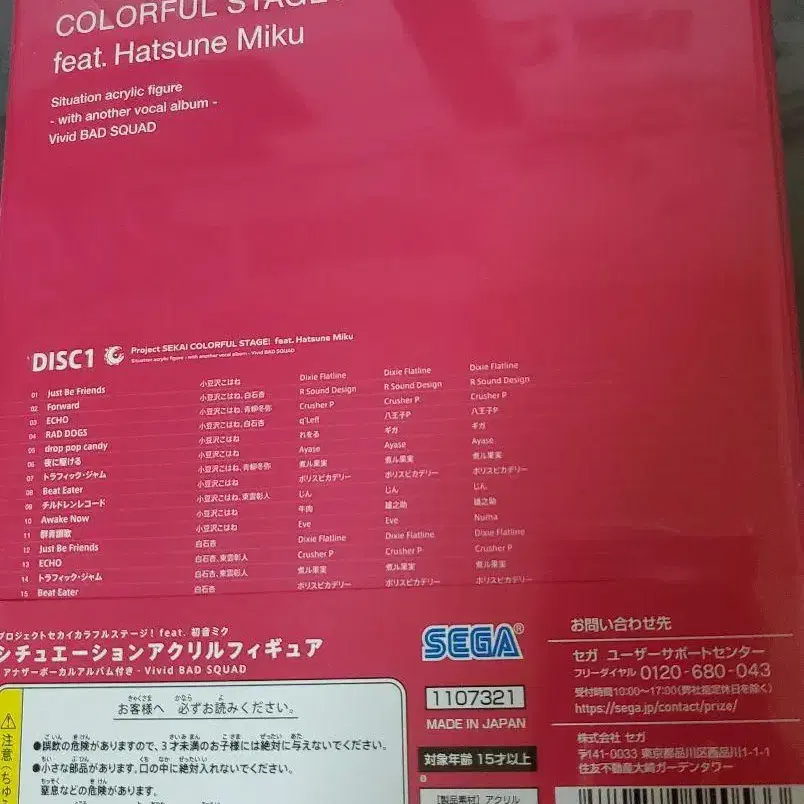 COLORFUL STAGE!
feat. Hatsune Miku
Situation acrylic figure
- with another vocal album -
Vivid BAD SQUAD
DISC1 Project SEKAI COLORFUL STAGE! feat. Hatsune Miku
Situation acrylic figure - with another vocal album - Vivid BAD SQUAD
01 Just Be Friends 小豆沢こはね Dixie Flatline Dixie Flatline Dixie Flatline
02 Forward 小豆沢こはね、白石杏 R Sound Design R Sound Design R Sound Design
03 ECHO 小豆沢こはね、青柳冬弥 Crusher P Crusher P Crusher P
04 RAD DOGS 小豆沢こはね、白石杏 q*Left 八王子P 八王子P
05 drop pop candy 小豆沢こはね れをる ギガ ギガ
06 夜に駆ける 小豆沢こはね Ayase Ayase Ayase
07 トラフィック・ジャム 小豆沢こはね、青柳冬弥 煮ル果実 煮ル果実 煮ル果実
08 Beat Eater 小豆沢こはね ポリスピカデリー ポリスピカデリー ポリスピカデリー
09 チルドレンレコード 小豆沢こはね、東雲彰人 じん じん じん
10 Awake Now 小豆沢こはね 牛肉 雄之助 雄之助
11 群青讃歌 小豆沢こはね Eve Eve Numa
12 Just Be Friends 白石杏 Dixie Flatline Dixie Flatline Dixie Flatline
13 ECHO 白石杏、東雲彰人 Crusher P Crusher P Crusher P
14 トラフィック・ジャム 白石杏、東雲彰人 煮ル果実 煮ル果実 煮ル果実
15 Beat Eater 白石杏 ポリスピカデリー ポリスピカデリー ポリスピカデリー
プロジェクトセカイカラフルステージ! feat. 初音ミク
シチュエーションアクリルフィギュア
アナザーボーカルアルバム付き - Vivid BAD SQUAD
お客様へ 必ずお読みください。
注意
●誤飲の危険がありますので、3才未満のお子様には絶対に与えないでください。
●小さな部品があります。口の中に絶対入れないでください。
窒息などの危険があります。
SEGA®
1107321
MADE IN JAPAN
対象年齢 15才以上
【製品素材】アクリル
お問い合わせ先
セガ ユーザーサポートセンター
フリーダイヤル 0120-680-043
受付時間10:00~17:00(弊社指定休日を除く)
https://sega.jp/contact/prize/
株式会社 セガ
〒141-0033 東京都品川区西品川1-1-1
住友不動産大崎ガーデンタワー